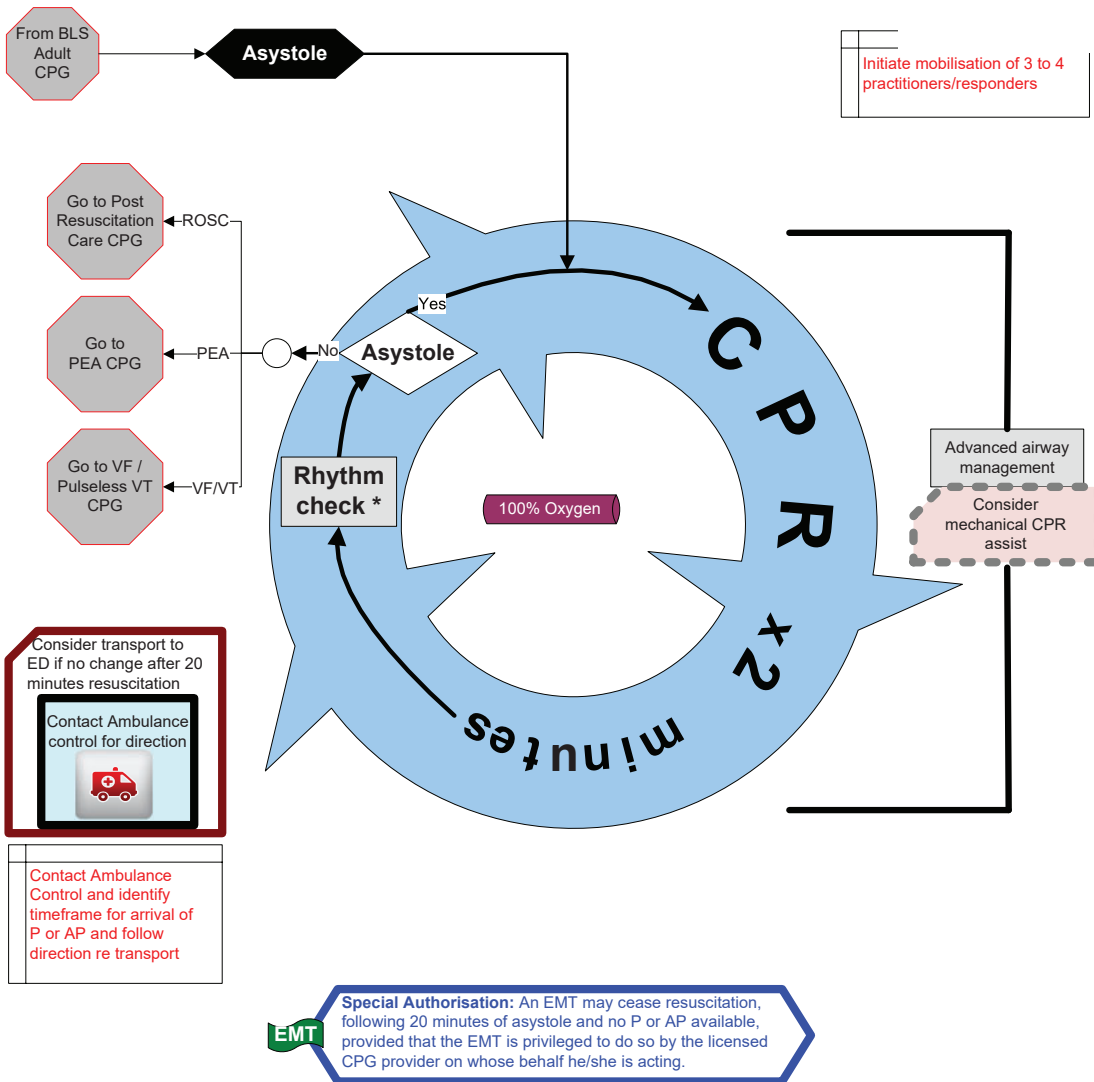 From BLS
Adult
CPG
Asystole
Initiate mobilisation of 3 to 4
practitioners/responders
Go to Post
Resuscitation
Care CPG
ROSC
Yes
Go to
PEA CPG
PEA
No
Asystole
Go to VF /
Pulseless VT
CPG
VF/VT
Rhythm
check *
100% Oxygen
CPR x2
minutes
Advanced airway
management
Consider
mechanical CPR
assist
Consider transport to
ED if no change after 20
minutes resuscitation
Contact Ambulance
control for direction
Contact Ambulance
Control and identify
timeframe for arrival of
P or AP and follow
direction re transport
EMT
Special Authorisation: An EMT may cease resuscitation,
following 20 minutes of asystole and no P or AP available,
provided that the EMT is privileged to do so by the licensed
CPG provider on whose behalf he/she is acting.